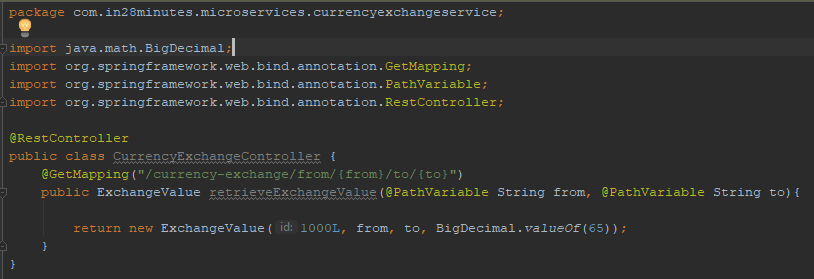 package com.in28minutes.microservices.currencyexchangeservice;
import java.math.BigDecimal;
import org.springframework.web.bind.annotation.GetMapping;
import org.springframework.web.bind.annotation.PathVariable;
import org.springframework.web.bind.annotation.RestController;
@RestController
public class CurrencyExchangeController {
@GetMapping("/currency-exchange/from/{from}/to/{to}")
public ExchangeValue retrieveExchangeValue(@PathVariable String from, @PathVariable String to){
return new ExchangeValue( id: 1000L, from, to, BigDecimal.valueOf(65));
}
}